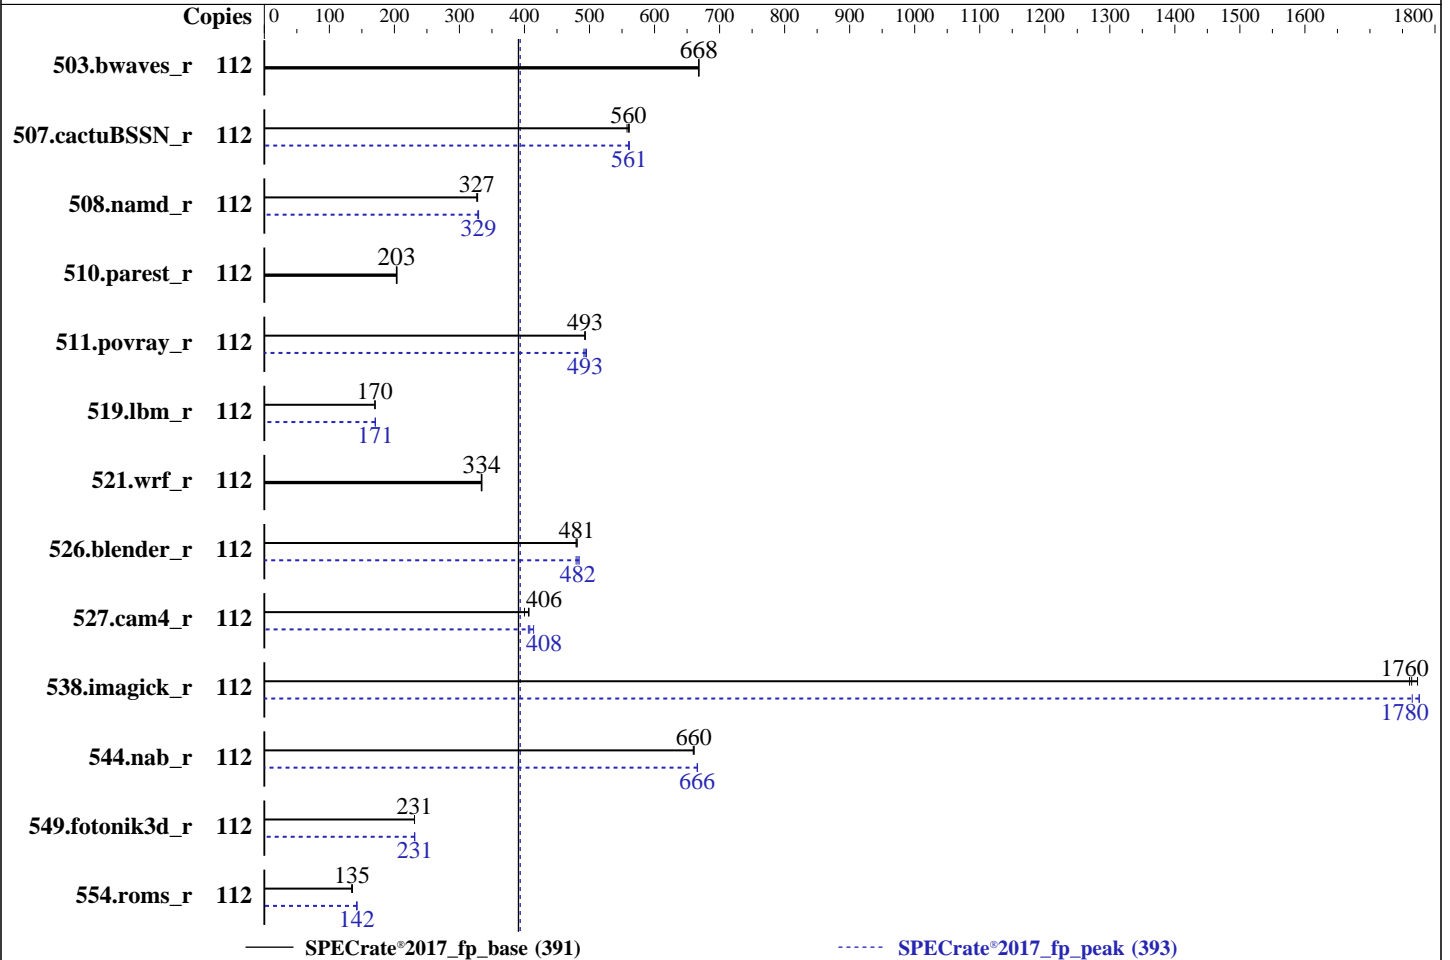 Copies 0 100 200 300 400 500 600 700 800 900 1000 1100 1200 1300 1400 1500 1600 1800
503.bwaves_r 112 668
507.cactuBSSN_r 112 560
561
508.namd_r 112 327
329
510.parest_r 112 203
511.povray_r 112 493
493
519.lbm_r 112 170
171
521.wrf_r 112 334
526.blender_r 112 481
482
527.cam4_r 112 406
408
538.imagick_r 112 1760
1780
544.nab_r 112 660
666
549.fotonik3d_r 112 231
231
554.roms_r 112 135
142
SPECrate®2017_fp_base (391) SPECrate®2017_fp_peak (393)